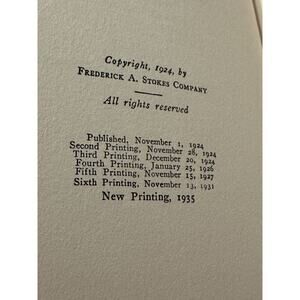 Copyright, 1924, by
FREDERICK A. STOKES COMPANY
All rights reserved
Published, November 1, 1924
Second Printing, November 28, 1924
Third Printing, December 20, 1924
Fourth Printing, January 25, 1926
Fifth Printing, November 15, 1927
Sixth Printing, November 13, 1931
New Printing, 1935